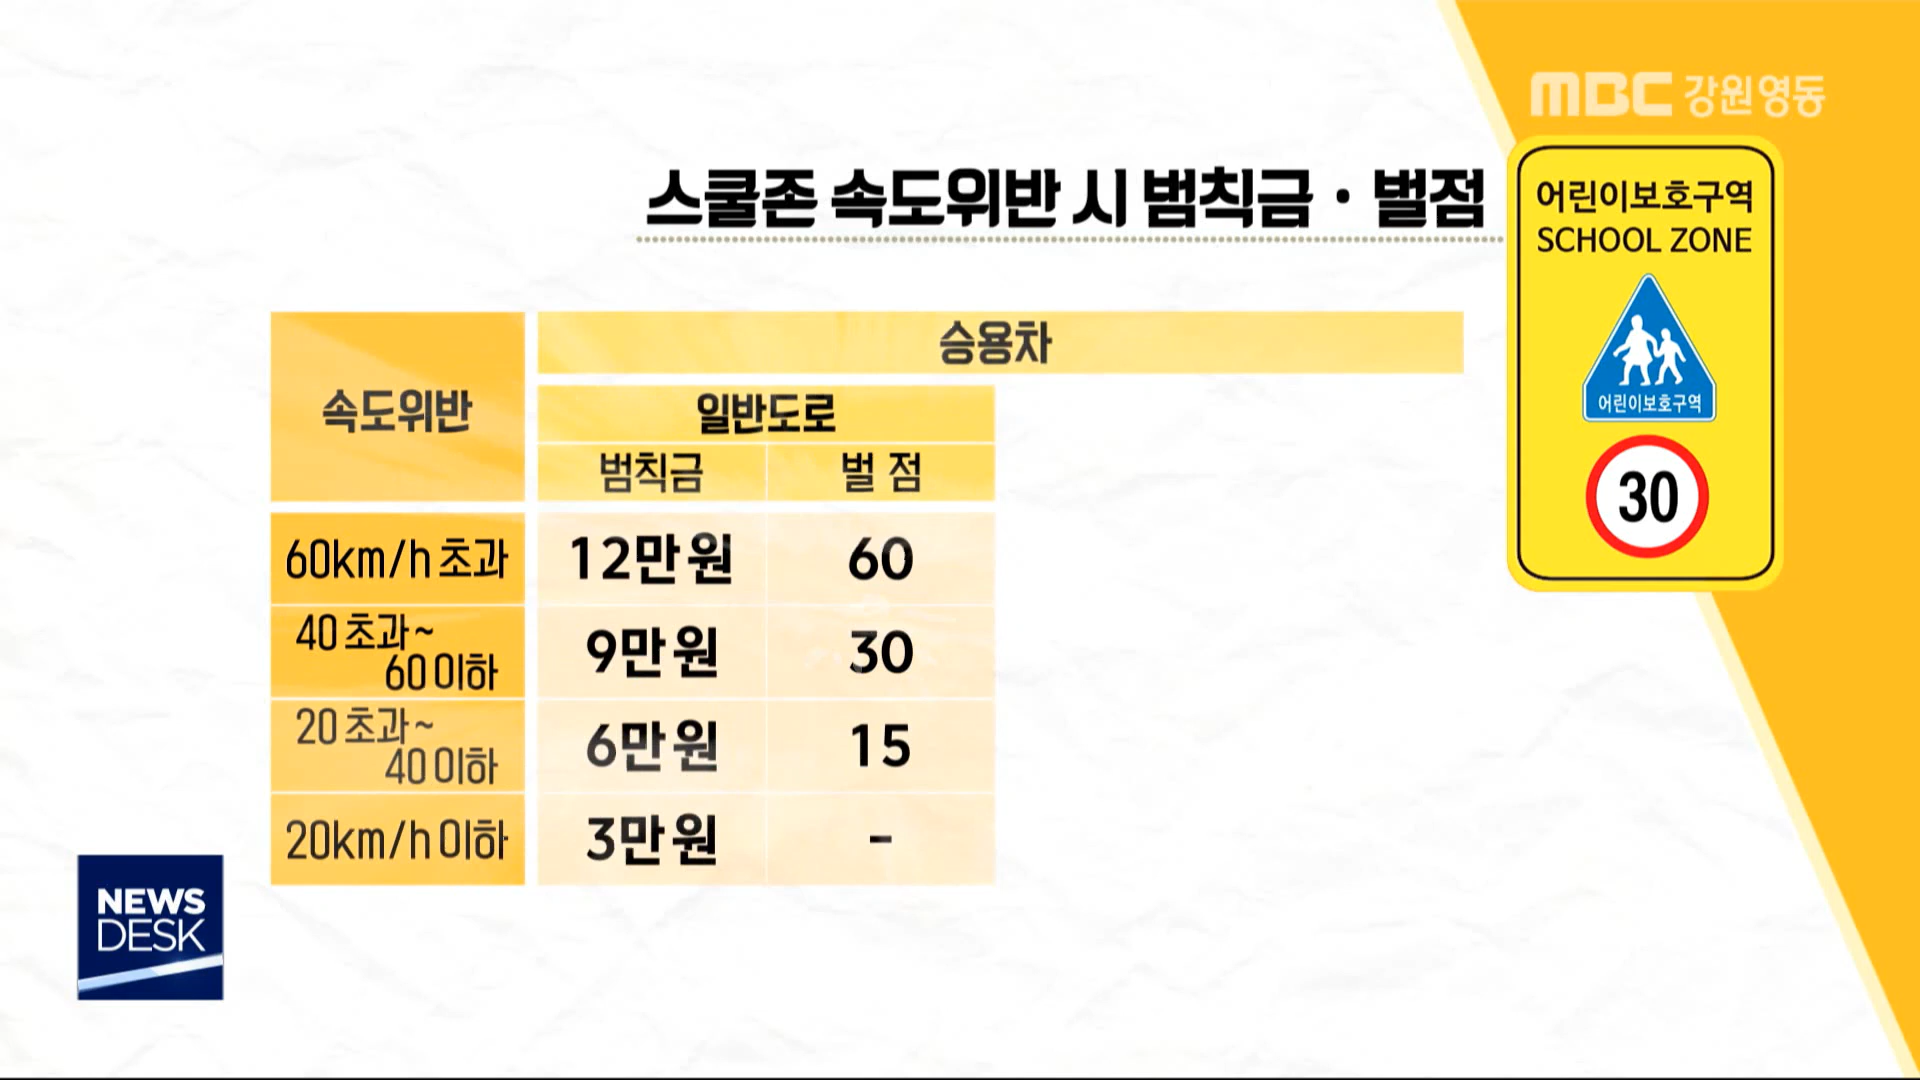 MBC 강원영동
스쿨존 속도위반 시 범칙금 · 벌점
어린이보호구역
SCHOOL ZONE
어린이보호구역
30
속도위반
승용차
일반도로
범칙금 벌 점
60km/h 초과 12만원 60
40 초과~
60 이하
9만원 30
20 초과~
40 이하
6만원 15
20km/h 이하 3만원 -
NEWS
DESK